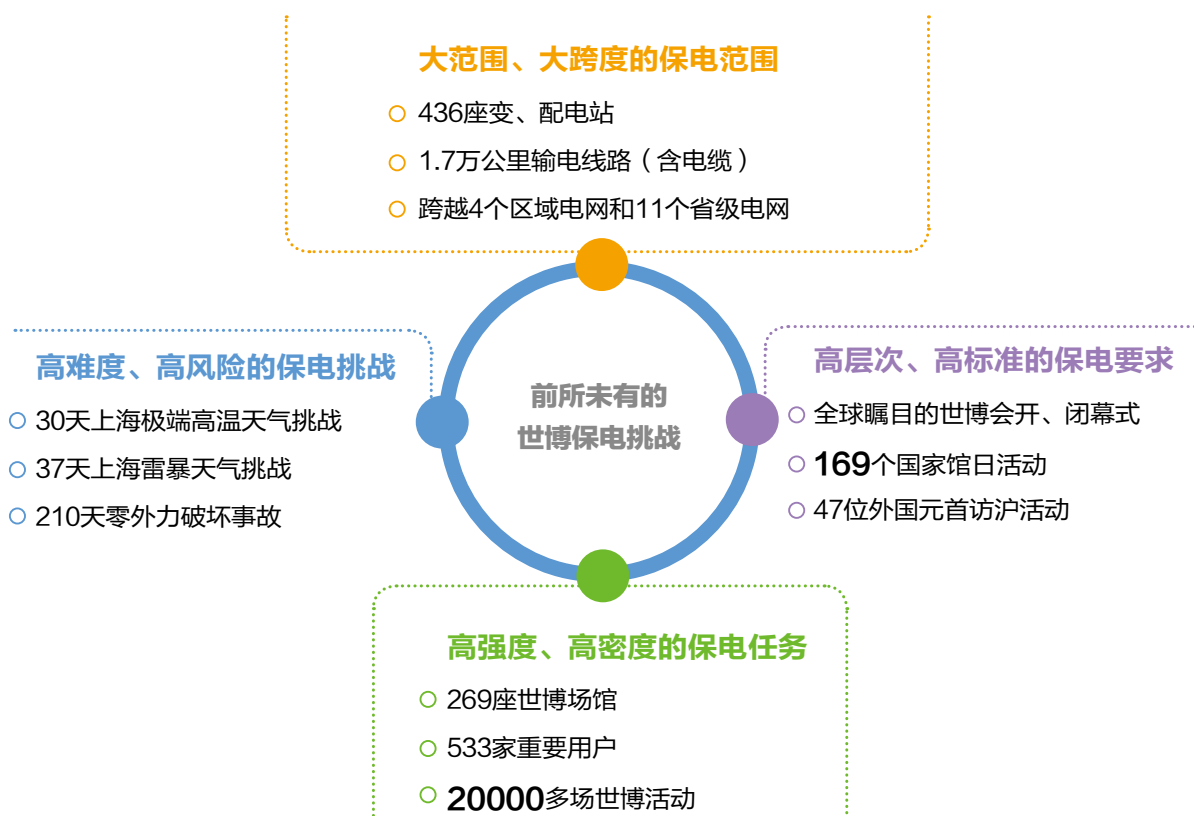 大范围、大跨度的保电范围
436座变、配电站
1.7万公里输电线路（含电缆）
跨越4个区域电网和11个省级电网
高难度、高风险的保电挑战
30天上海极端高温天气挑战
37天上海雷暴天气挑战
210天零外力破坏事故
前所未有的
世博保电挑战
高层次、高标准的保电要求
全球瞩目的世博会开、闭幕式
169个国家馆日活动
47位外国元首访沪活动
高强度、高密度的保电任务
269座世博场馆
533家重要用户
20000多场世博活动